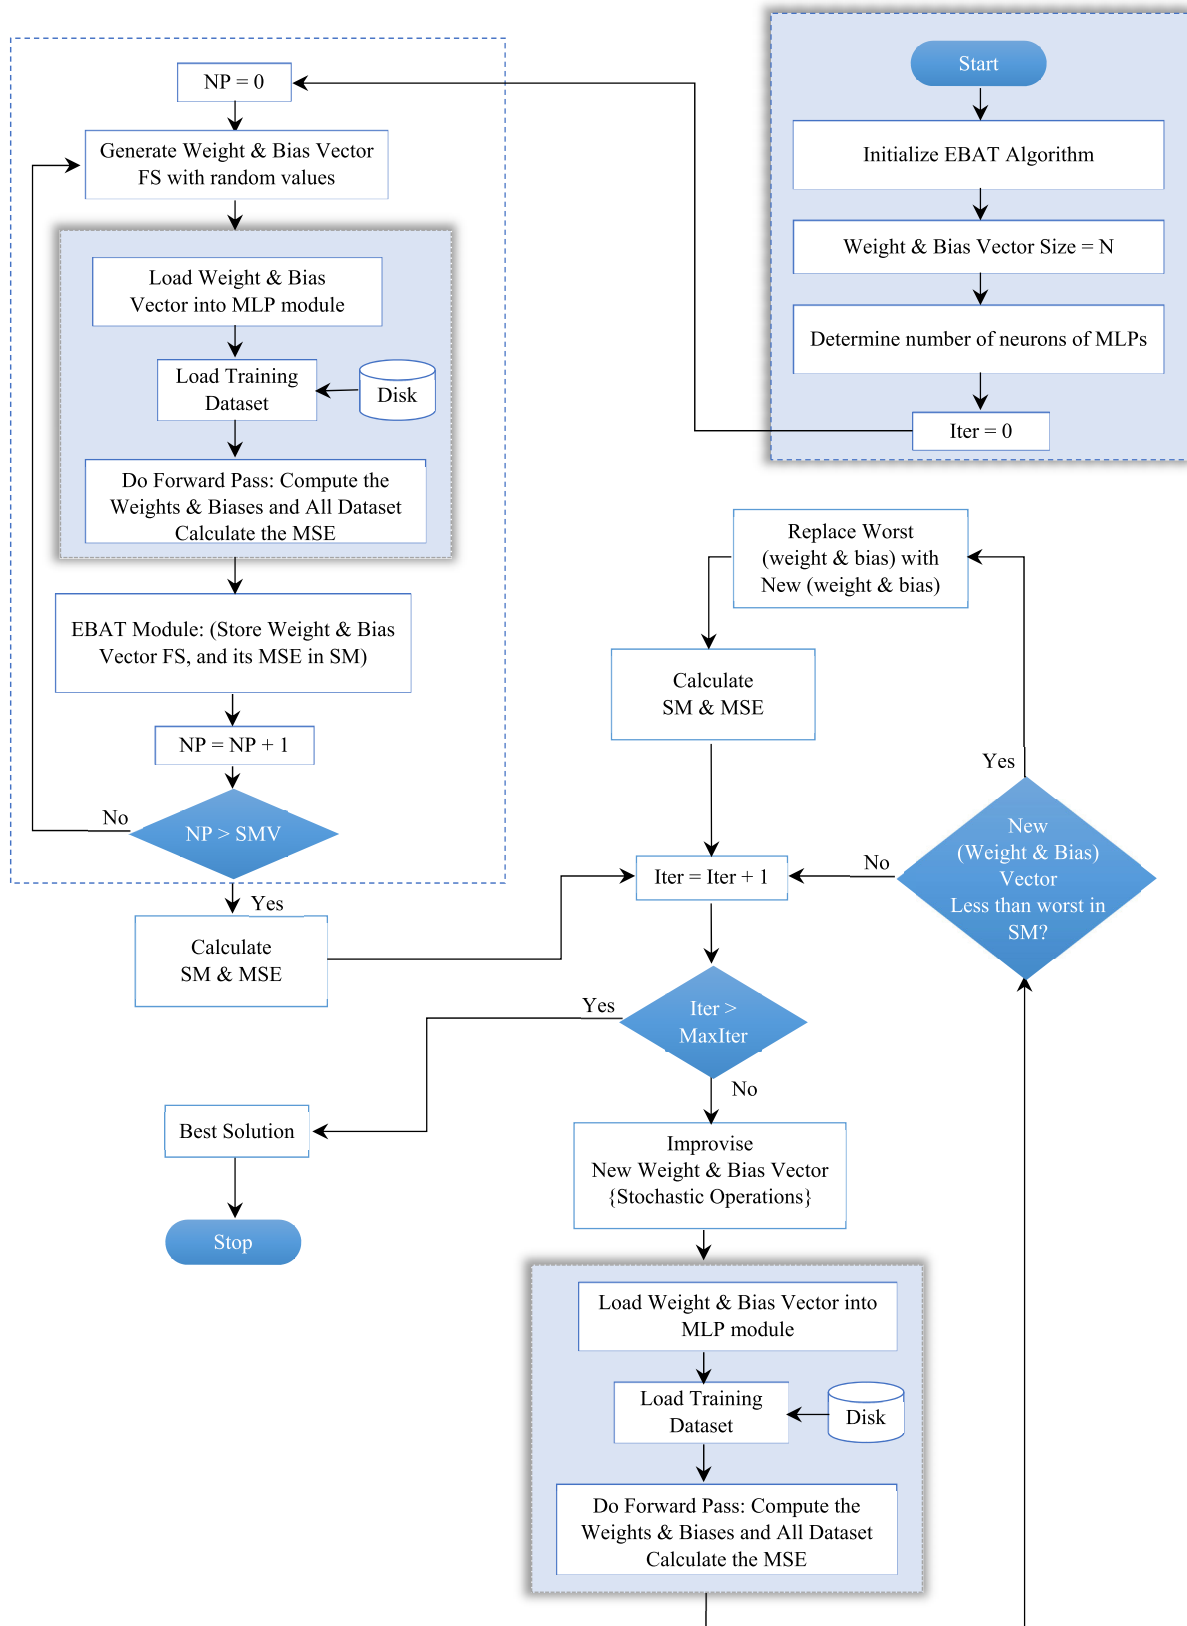 Start
Initialize EBAT Algorithm
Weight & Bias Vector Size = N
Determine number of neurons of MLPs
Iter = 0
NP = 0
Generate Weight & Bias Vector
FS with random values
Load Weight & Bias
Vector into MLP module
Load Training
Dataset
Disk
Do Forward Pass: Compute the
Weights & Biases and All Dataset
Calculate the MSE
EBAT Module: (Store Weight & Bias
Vector FS, and its MSE in SM)
NP = NP + 1
No
NP > SMV
Yes
Calculate
SM & MSE
Replace Worst
(weight & bias) with
New (weight & bias)
Calculate
SM & MSE
Yes
New
(Weight & Bias)
Vector
Less than worst in
SM?
No
Iter = Iter + 1
Iter >
MaxIter
Yes
No
Best Solution
Stop
Improvise
New Weight & Bias Vector
{Stochastic Operations}
Load Weight & Bias Vector into
MLP module
Load Training
Dataset
Disk
Do Forward Pass: Compute the
Weights & Biases and All Dataset
Calculate the MSE